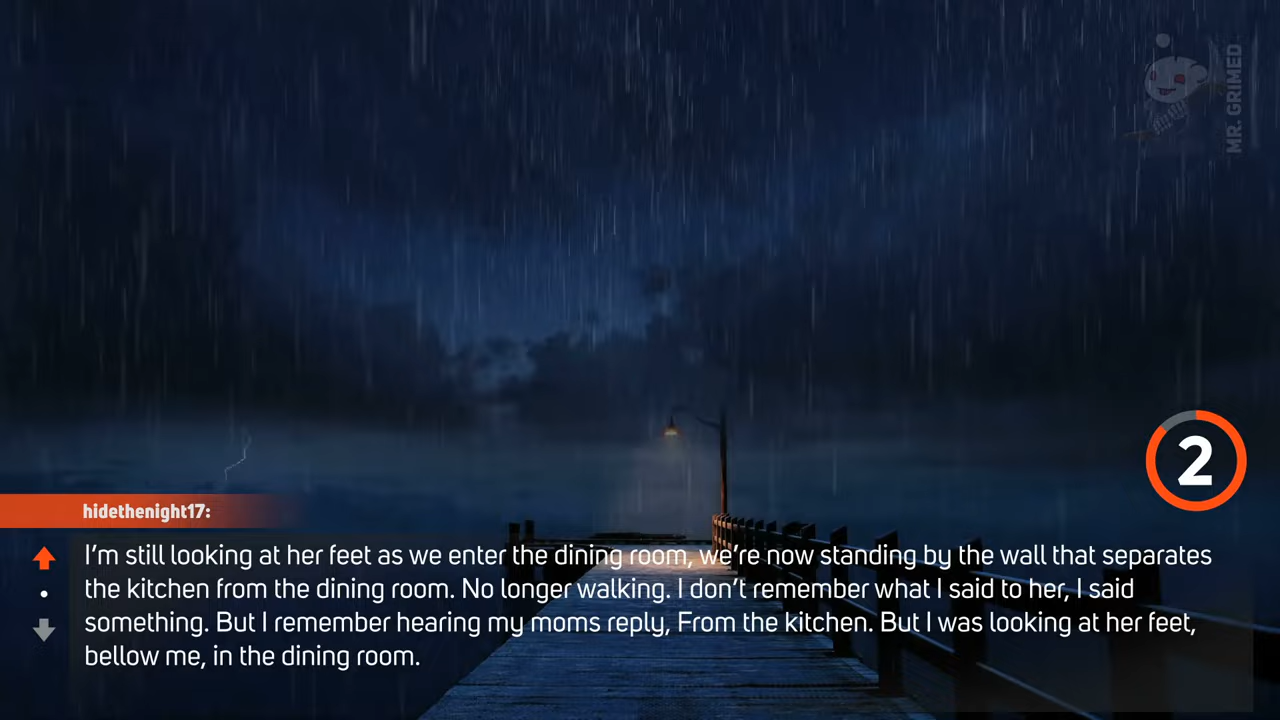 MR. GRIMED
2
hidethenight17:
I'm still looking at her feet as we enter the dining room, we're now standing by the wall that separates
the kitchen from the dining room. No longer walking. I don't remember what I said to her, I said
something. But I remember hearing my moms reply, From the kitchen. But I was looking at her feet,
bellow me, in the dining room.